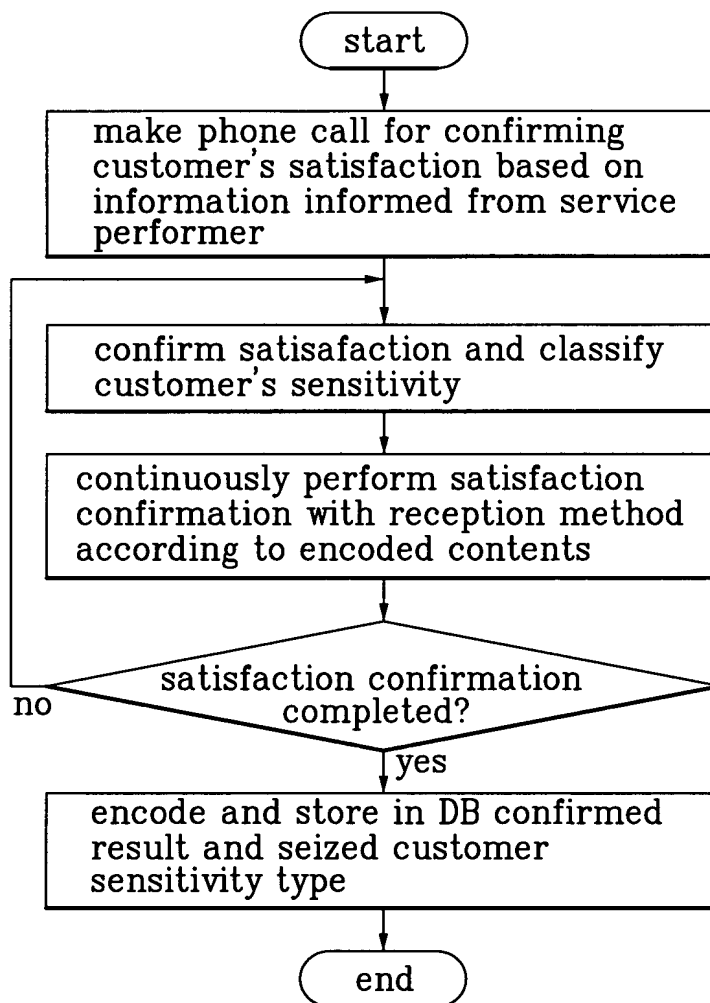 start
make phone call for confirming
customer's satisfaction based on
information informed from service
performer
confirm satisafaction and classify
customer's sensitivity
continuously perform satisfaction
confirmation with reception method
according to encoded contents
satisfaction confirmation
completed?
no
yes
encode and store in DB confirmed
result and seized customer
sensitivity type
end